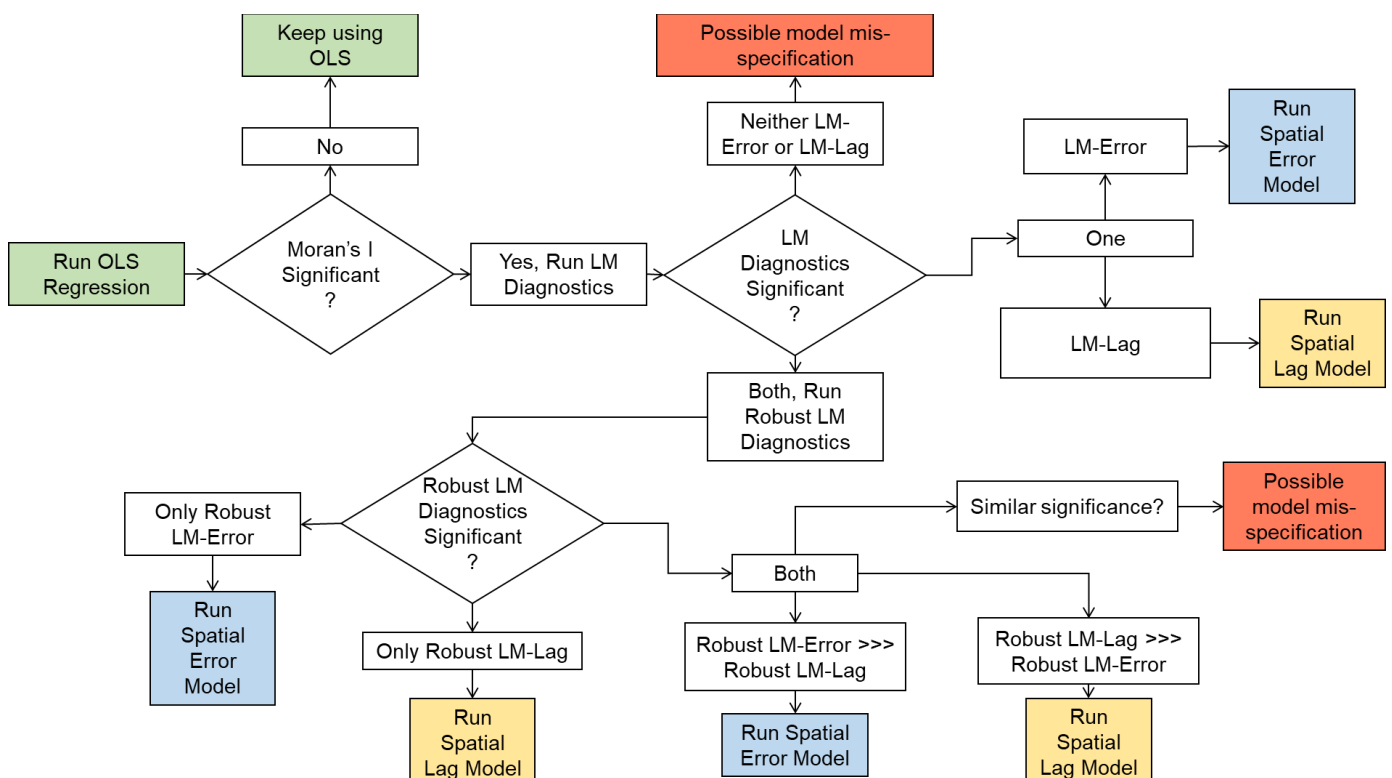 Keep using
OLS
Possible model mis-
specification
No
Neither LM-
Error or LM-Lag
LM-Error
Run
Spatial
Error
Model
Run OLS
Regression
Moran's I
Significant
?
Yes, Run LM
Diagnostics
LM
Diagnostics
Significant
?
One
LM-Lag
Run
Spatial
Lag Model
Both, Run
Robust LM
Diagnostics
Only Robust
LM-Error
Robust LM
Diagnostics
Significant
?
Similar significance?
Possible
model mis-
specification
Both
Run
Spatial
Error
Model
Only Robust LM-Lag
Robust LM-Error >>>
Robust LM-Lag
Robust LM-Lag >>>
Robust LM-Error
Run
Spatial
Lag Model
Run Spatial
Error Model
Run
Spatial
Lag Model